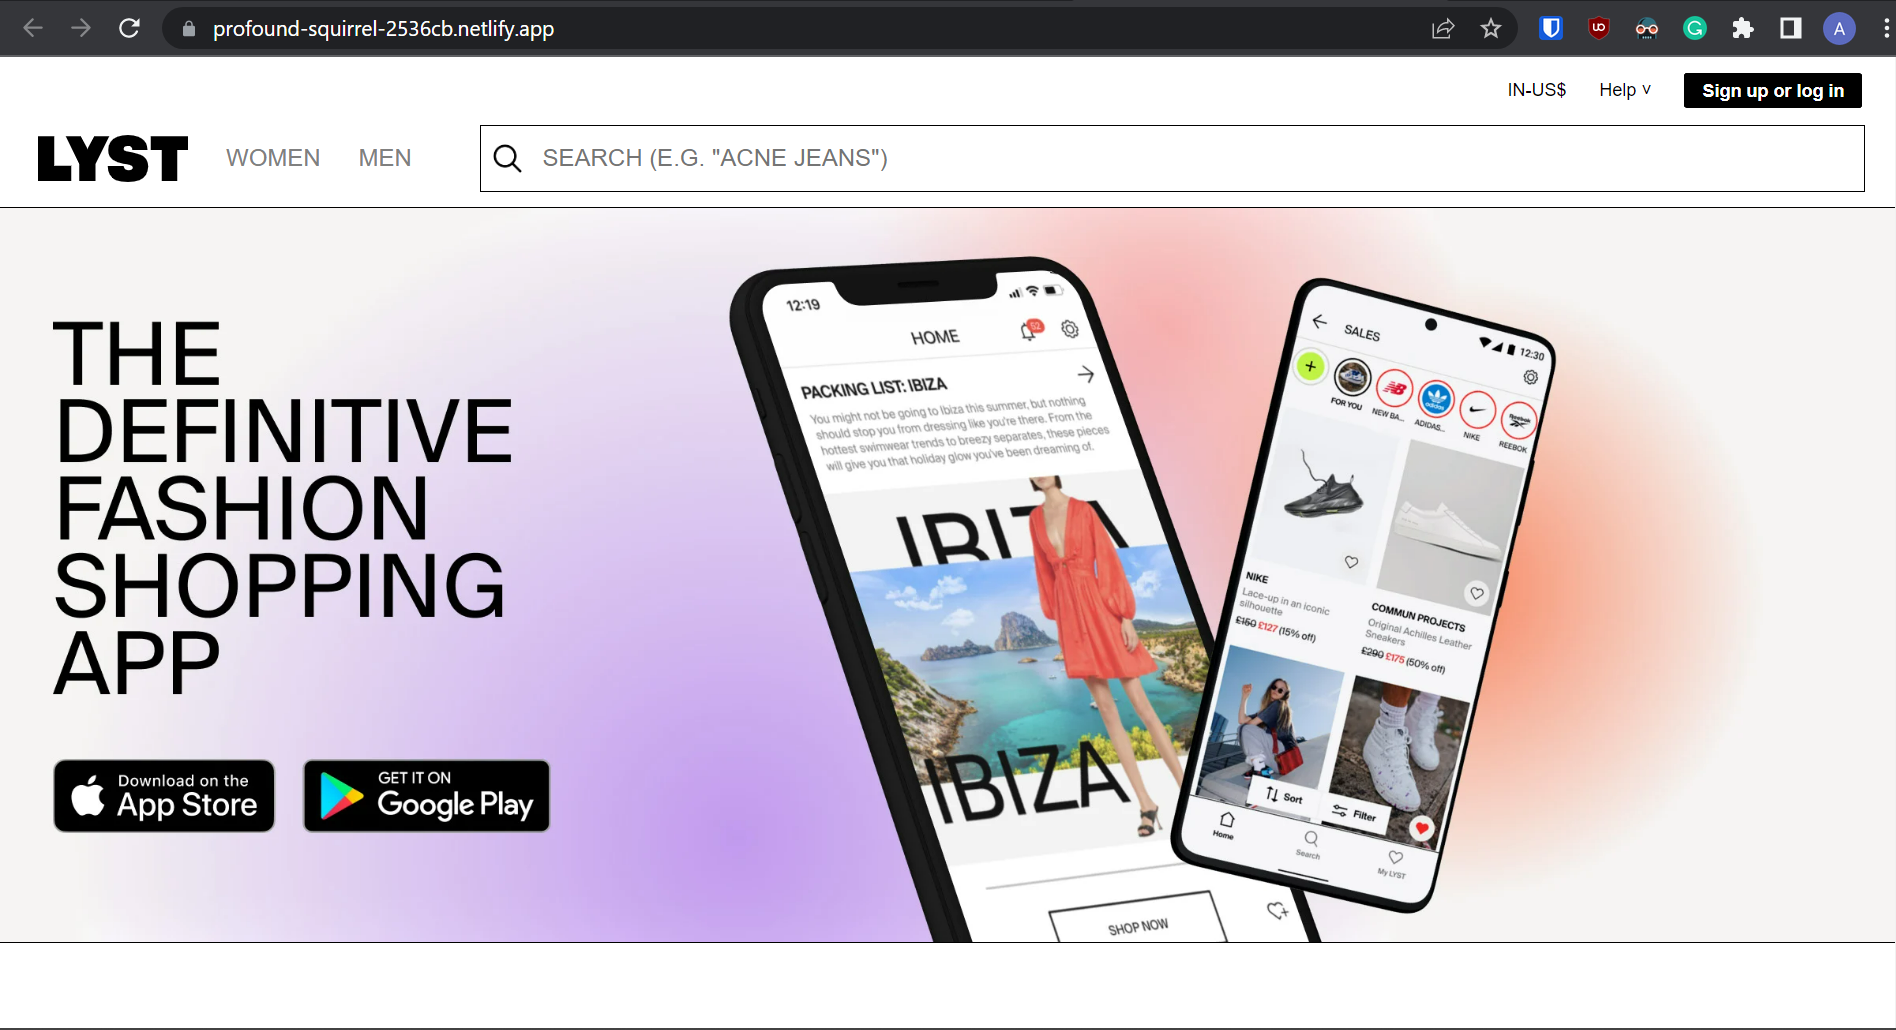 profound-squirrel-2536cb.netlify.app
A
IN-US$
Help v
Sign up or log in
LYST
WOMEN
MEN
SEARCH (E.G. "ACNE JEANS")
THE
DEFINITIVE
FASHION
SHOPPING
APP
Download on the
App Store
GET IT ON
Google Play
12:19
HOME
52
PACKING LIST: IBIZA
You might not be going to Ibiza this summer, but nothing
should stop you from dressing like you're there. From the
hottest swimwear trends to breezy separates, these pieces
will give you that holiday glow you've been dreaming of.
IBIZA
IBIZA
SHOP NOW
12:30
SALES
FOR YOU
NEW BA...
adidas
ADIDAS...
NIKE
Reebok
REEBOK
NIKE
Lace-up in an iconic
silhouette
£150 £127 (15% off)
COMMUN PROJECTS
Original Achilles Leather
Sneakers
£290 £175 (50% off)
Sort
Filter
Home
Search
My LYST